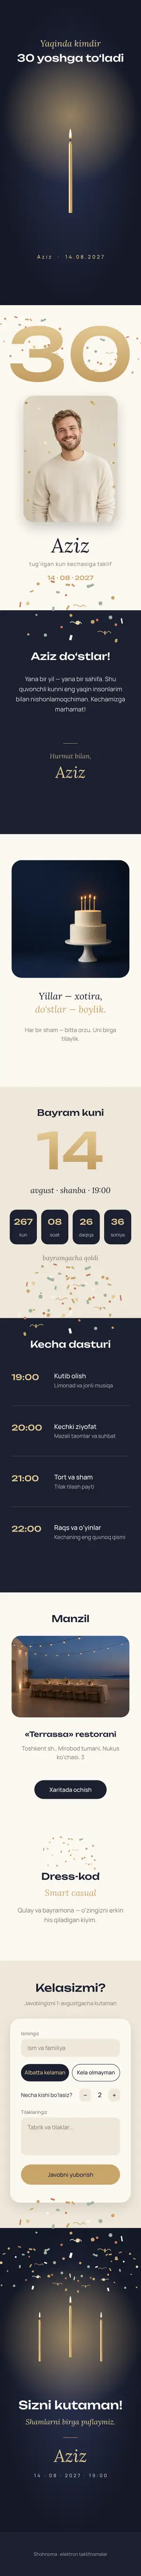 Yaqinda kimdir
30 yoshga to‘ladi
Aziz · 14.08.2027
30
Aziz
tug‘ilgan kun kechasiga taklif
14 · 08 · 2027
Aziz do‘stlar!
Yana bir yil — yana bir sahifa. Shu
quvonchli kunni eng yaqin insonlarim
bilan nishonlamoqchiman. Kechamizga
marhamat!
Hurmat bilan,
Aziz
Yillar — xotira,
do‘stlar — boylik.
Har bir sham — bitta orzu. Uni birga
tilaylik.
Bayram kuni
14
avgust · shanba · 19:00
267 08 26 36
kun soat daqiqa soniya
bayramgacha qoldi
Kecha dasturi
19:00 Kutib olish
Limonad va jonli musiqa
20:00 Kechki ziyofat
Mazali taomlar va suhbat
21:00 Tort va sham
Tilak tilash payti
22:00 Raqs va o‘yinlar
Kechaning eng quvnoq qismi
Manzil
«Terrassa» restorani
Toshkent sh., Mirobod tumani, Nukus
ko‘chasi, 3
Xaritada ochish
Dress-kod
Smart casual
Qulay va bayramona — o‘zingizni erkin
his qiladigan kiyim.
Kelasizmi?
Javobingizni 1-avgustgacha kutaman
Ismingiz
Ism va familiya
Albatta kelaman Kela olmayman
Necha kishi bo‘lasiz? − 2 +
Tilaklaringiz
Tabrik va tilaklar...
Javobni yuborish
Sizni kutaman!
Shamlarni birga puflaymiz.
Aziz
14 · 08 · 2027 · 19:00
Shohnoma · elektron taklifnomalar